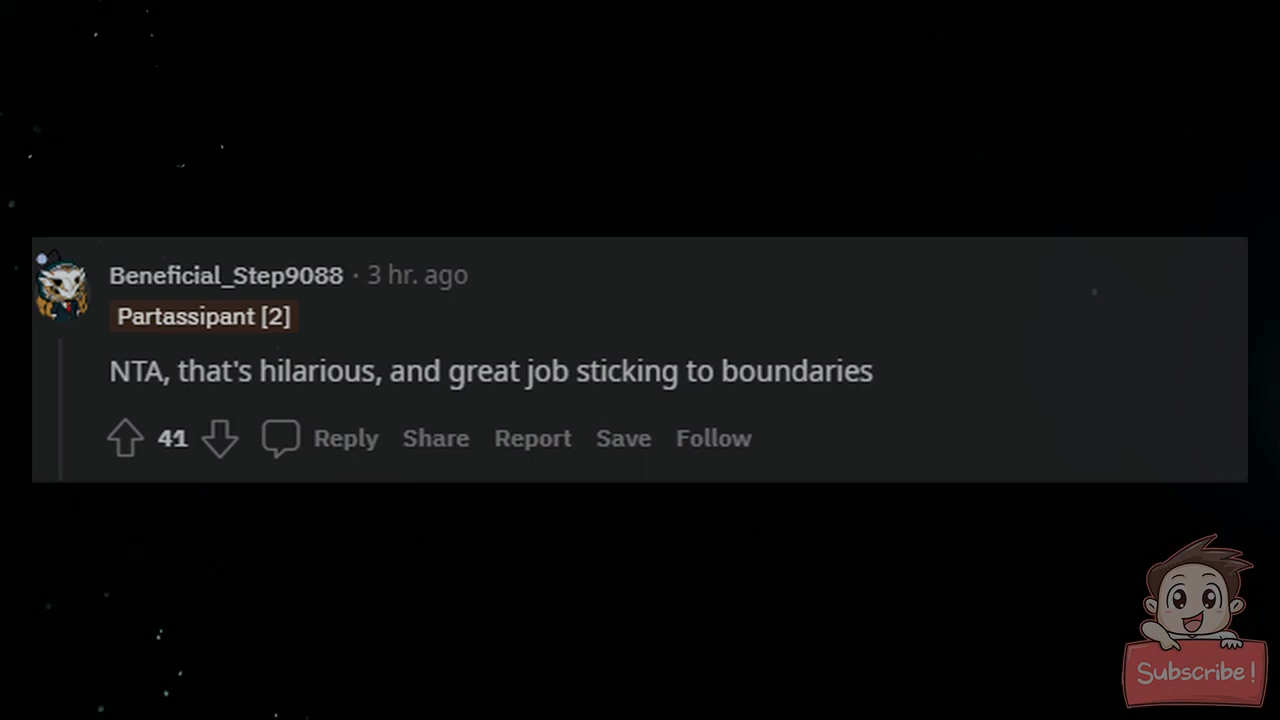 Beneficial_Step9088 · 3 hr. ago
Partassipant [2]
NTA, that's hilarious, and great job sticking to boundaries
41 Reply Share Report Save Follow
Subscribe!